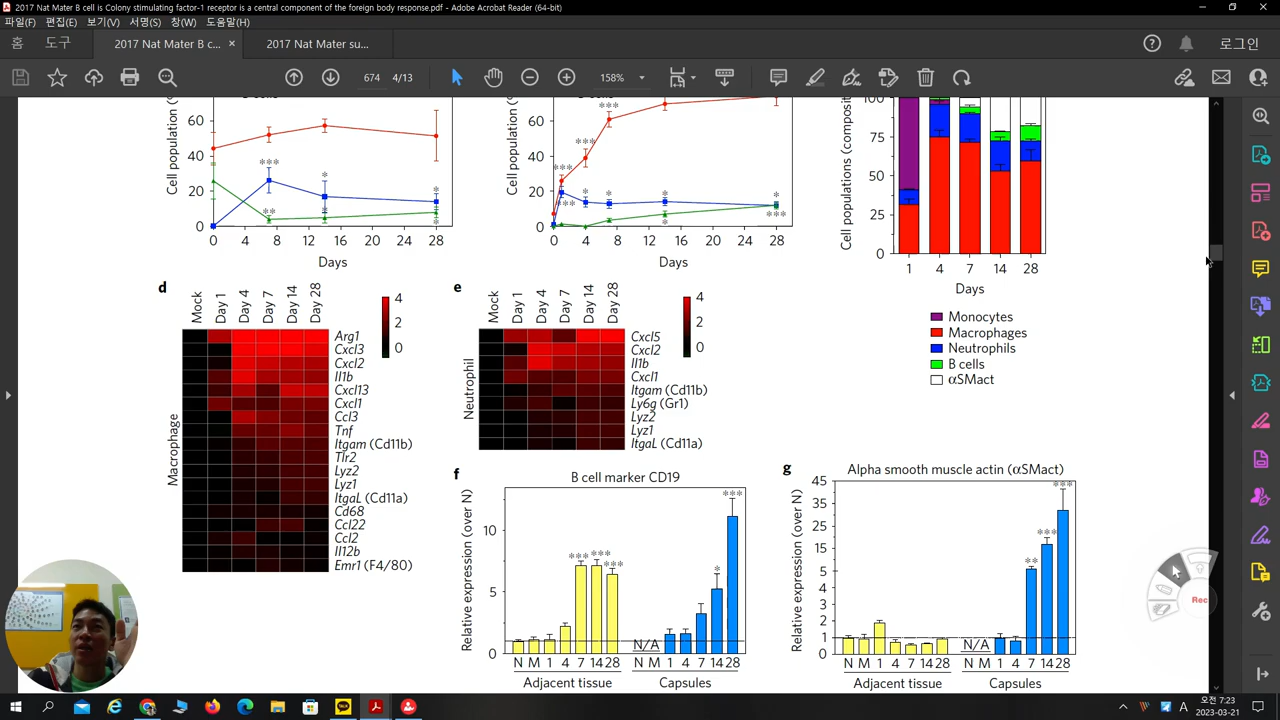 2017 Nat Mater B cell is Colony stimulating factor-1 receptor is a central component of the foreign body response.pdf - Adobe Acrobat Reader (64-bit)
파일(F) 편집(E) 보기(V) 서명(S) 창(W) 도움말(H)
홈 도구 2017 Nat Mater B c... × 2017 Nat Mater su... 로그인
674 4/13 158%
Cell population (
60
40
20
0
0 4 8 12 16 20 24 28
Days
***
**
*
*
*
*
Cell population (
60
40
20
0
0 4 8 12 16 20 24 28
Days
***
***
***
***
*
*
*
*
*
***
Cell populations (composit
100
75
50
25
0
1 4 7 14 28
Days
Monocytes
Macrophages
Neutrophils
B cells
αSMact
d
Mock Day 1 Day 4 Day 7 Day 14 Day 28
4
2
0
Macrophage
Arg1
Cxcl3
Cxcl2
Il1b
Cxcl13
Cxcl1
Ccl3
Tnf
Itgam (Cd11b)
Tlr2
Lyz2
Lyz1
ItgaL (Cd11a)
Cd68
Ccl22
Ccl2
Il12b
Emr1 (F4/80)
e
Mock Day 1 Day 4 Day 7 Day 14 Day 28
4
2
0
Neutrophil
Cxcl5
Cxcl2
Il1b
Cxcl1
Itgam (Cd11b)
Ly6g (Gr1)
Lyz2
Lyz1
ItgaL (Cd11a)
f
B cell marker CD19
Relative expression (over N)
10
5
0
*** *** ***
* ***
N/A
N M 1 4 7 14 28 N M 1 4 7 14 28
Adjacent tissue Capsules
g
Alpha smooth muscle actin (αSMact)
Relative expression (over N)
45
35
25
15
5
4
3
2
1
0
** *** ***
N/A
N M 1 4 7 14 28 N M 1 4 7 14 28
Adjacent tissue Capsules
Rec
TALK
A
오전 7:23
2023-03-21